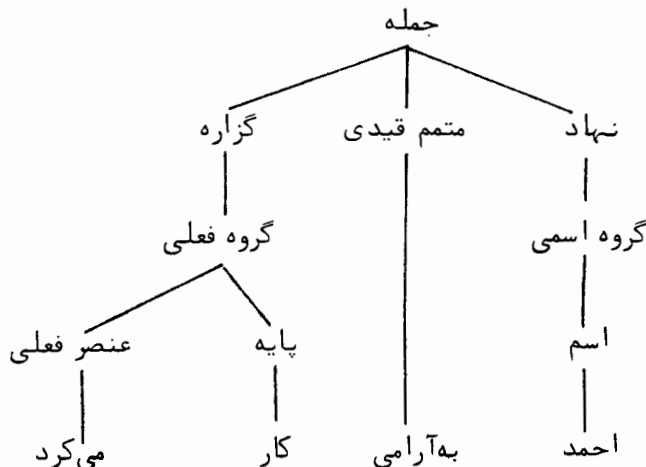 جمله
نهاد متمم قیدی گزاره
گروه اسمی گروه فعلی
اسم پایه عنصر فعلی
احمد به‌آرامی کار می‌کرد